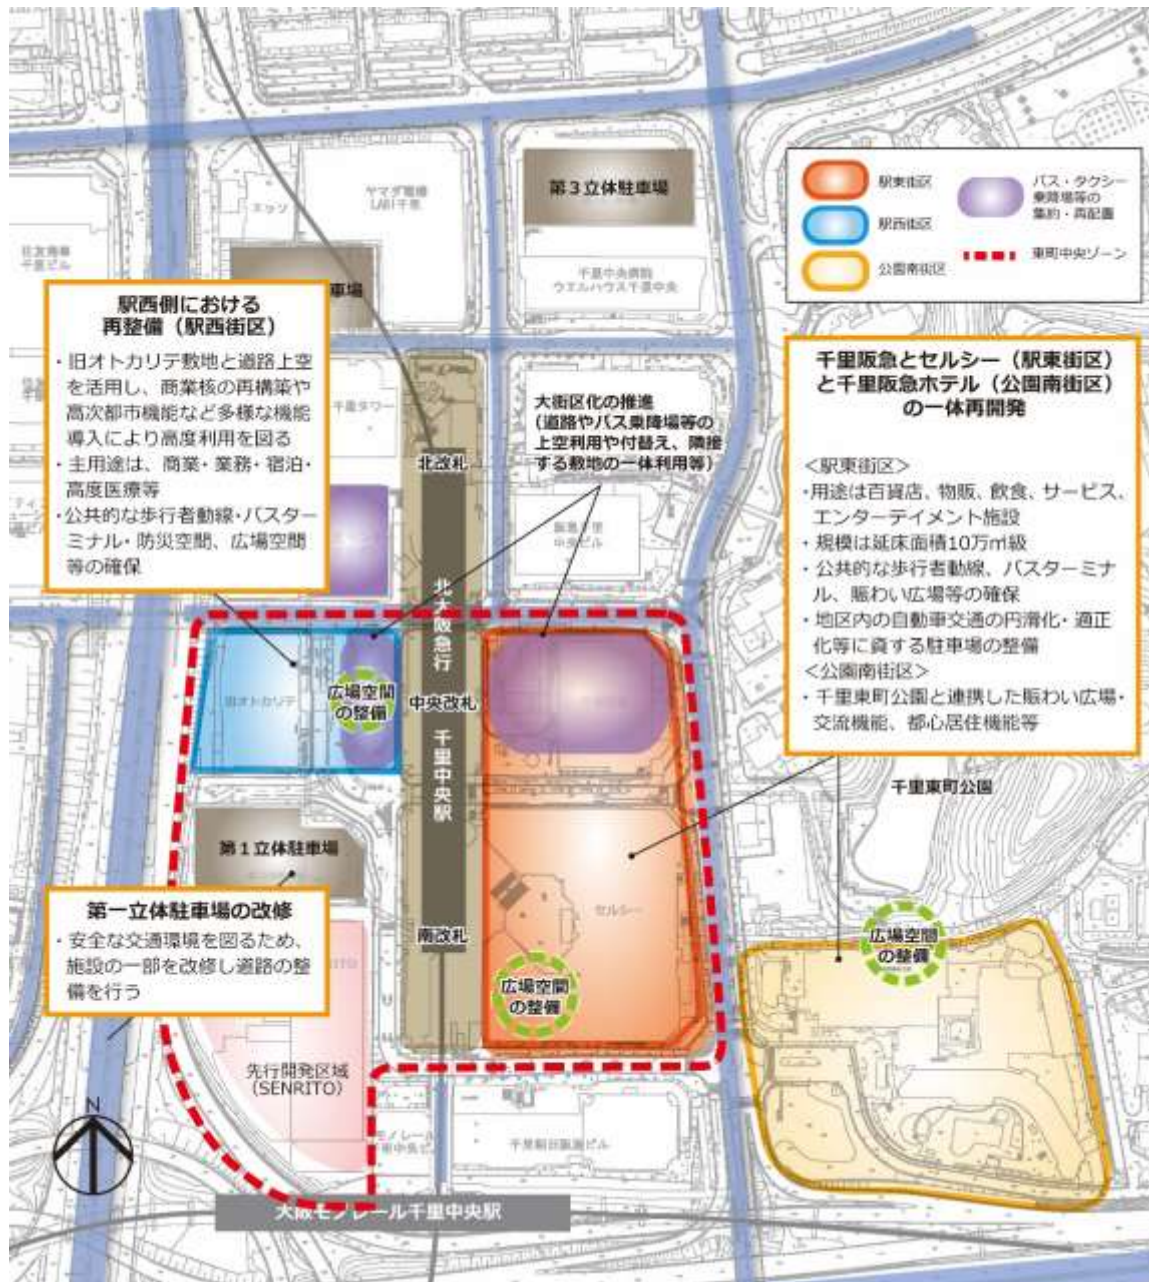 ヤマダ電機
LABI千里
第3立体駐車場
エッソ
千里中央病院
ウエルハウス千里中央
車場
駅東街区
駅西街区
公園南街区
バス・タクシー
乗降場等の
集約・再配置
東町中央ゾーン
駅西側における
再整備（駅西街区）
・旧オトカリテ敷地と道路上空
を活用し、商業核の再構築や
高次都市機能など多様な機能
導入により高度利用を図る
・主用途は、商業・業務・宿泊・
高度医療等
・公共的な歩行者動線・バスター
ミナル・防災空間、広場空間
等の確保
千里タワー
大街区化の推進
（道路やバス乗降場等の
上空利用や付替え、隣接
する敷地の一体利用等）
千里阪急とセルシー（駅東街区）
と千里阪急ホテル（公園南街区）
の一体再開発
＜駅東街区＞
・用途は百貨店、物販、飲食、サービス、
エンターテイメント施設
・規模は延床面積10万㎡級
・公共的な歩行者動線、バスターミナ
ル、賑わい広場等の確保
・地区内の自動車交通の円滑化・適正
化等に資する駐車場の整備
＜公園南街区＞
・千里東町公園と連携した賑わい広場・
交流機能、都心居住機能等
北改札
北大阪急行
中央改札
千里中央駅
南改札
旧オトカリテ
広場空間
の整備
千里東町公園
第1立体駐車場
セルシー
広場空間
の整備
広場空間
の整備
第一立体駐車場の改修
・安全な交通環境を図るため、
施設の一部を改修し道路の整
備を行う
先行開発区域
（SENRITO）
千里朝日阪急ビル
N
大阪モノレール千里中央駅